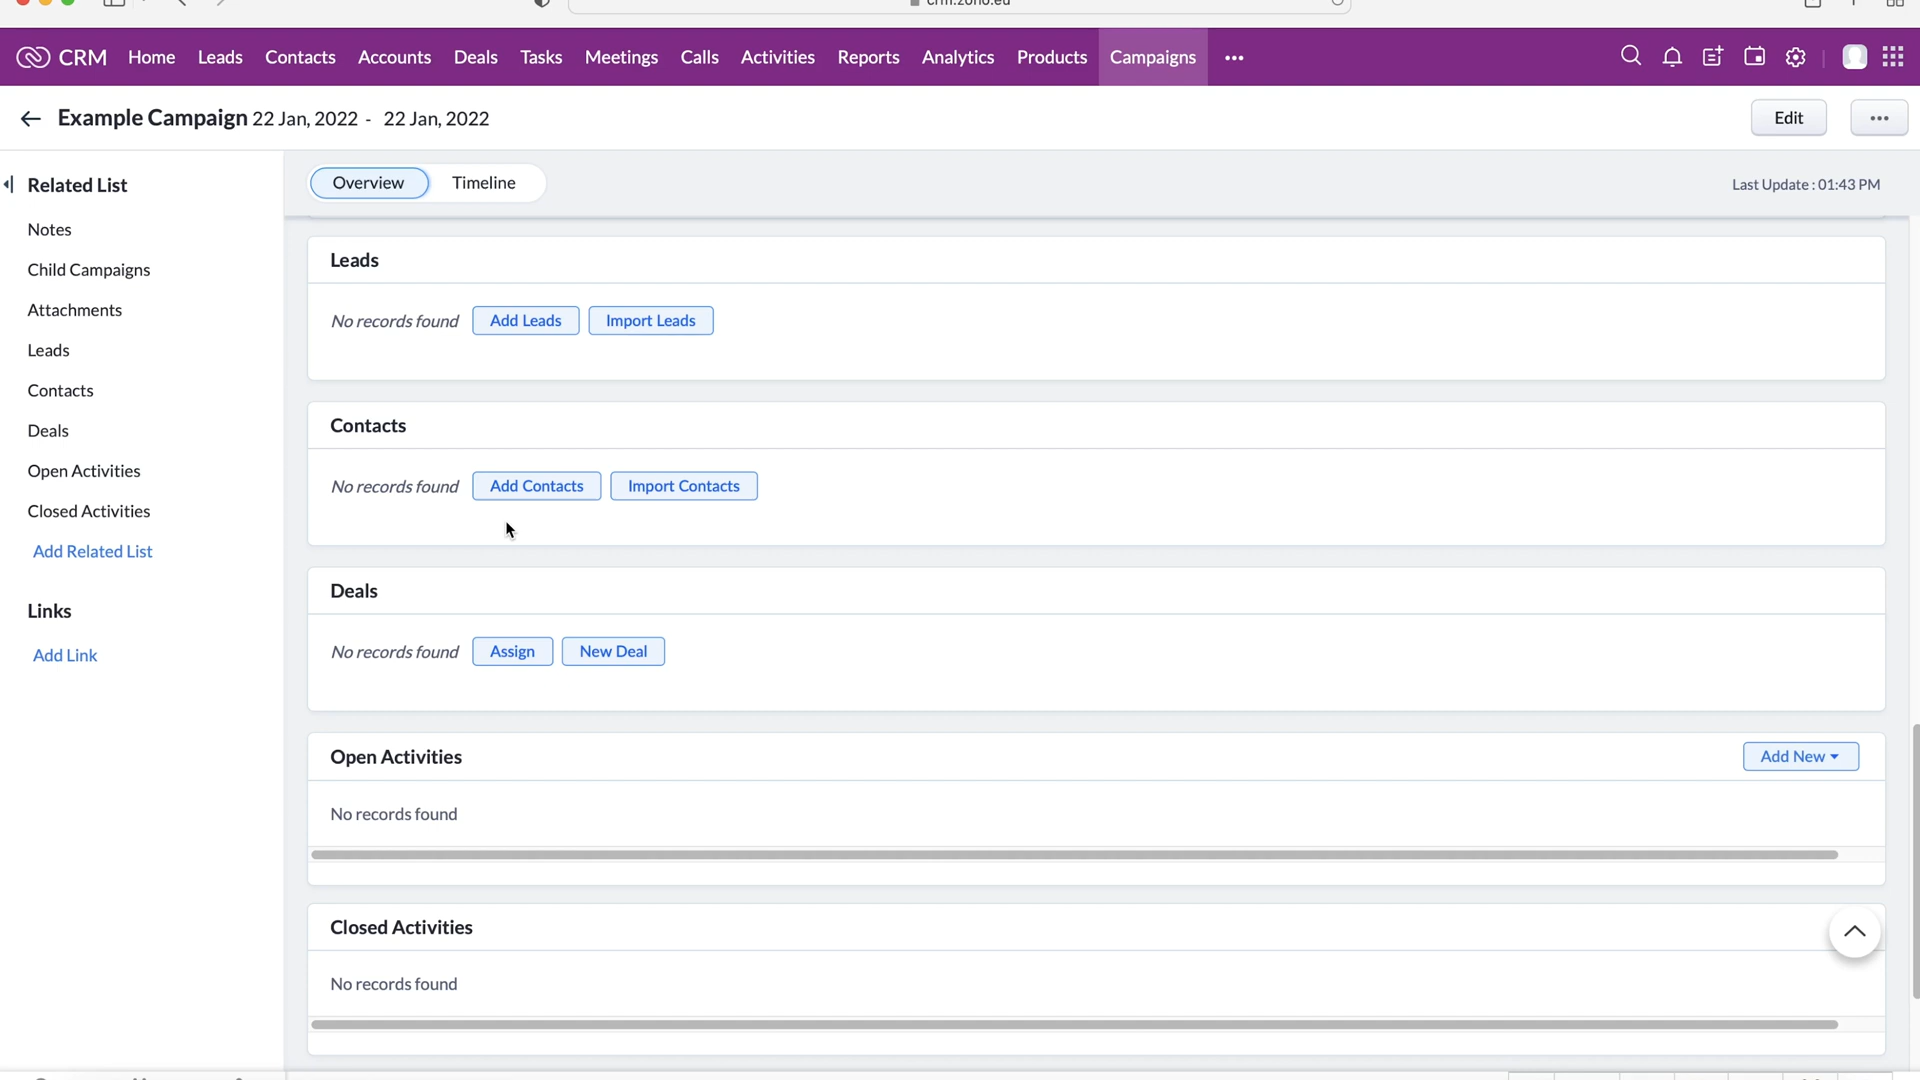 crm.zoho.eu
CRM Home Leads Contacts Accounts Deals Tasks Meetings Calls Activities Reports Analytics Products Campaigns
Example Campaign 22 Jan, 2022 - 22 Jan, 2022
Edit
Related List
Notes
Child Campaigns
Attachments
Leads
Contacts
Deals
Open Activities
Closed Activities
Add Related List
Links
Add Link
Overview Timeline
Last Update : 01:43 PM
Leads
No records found Add Leads Import Leads
Contacts
No records found Add Contacts Import Contacts
Deals
No records found Assign New Deal
Open Activities
Add New
No records found
Closed Activities
No records found